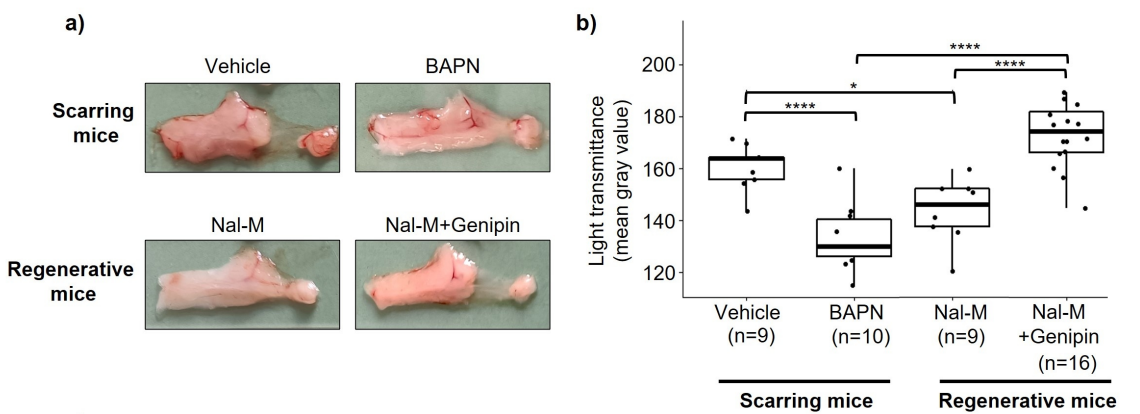 a)
Vehicle
BAPN
Scarring
mice
Nal-M
Nal-M+Genipin
Regenerative
mice
b)
Light transmittance
(mean gray value)
200
180
160
140
120
****
****
*
****
Vehicle
(n=9)
BAPN
(n=10)
Nal-M
(n=9)
Nal-M
+Genipin
(n=16)
Scarring mice
Regenerative mice